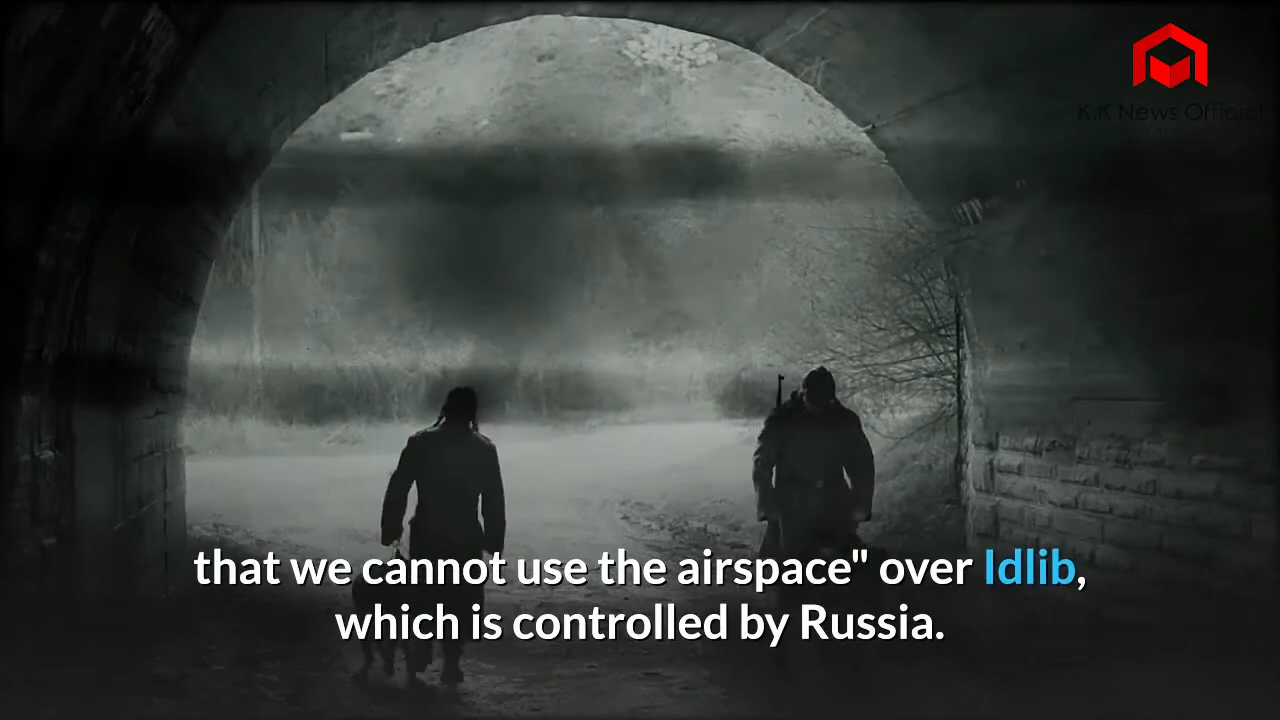 K.K News Official
that we cannot use the airspace" over Idlib,
which is controlled by Russia.